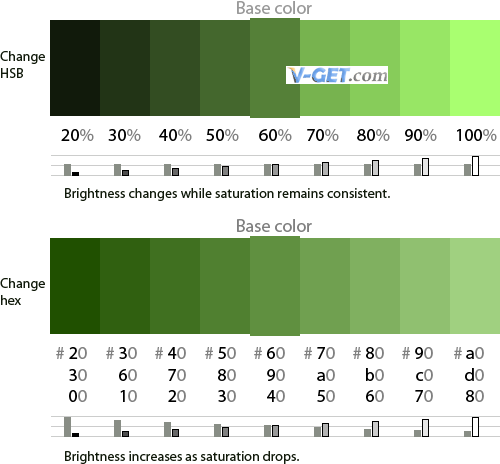 Base color
Change
HSB
V-GET.com
20% 30% 40% 50% 60% 70% 80% 90% 100%
Brightness changes while saturation remains consistent.
Base color
Change
hex
# 20 # 30 # 40 # 50 # 60 # 70 # 80 # 90 # a0
30 60 70 80 90 a0 b0 c0 d0
00 10 20 30 40 50 60 70 80
Brightness increases as saturation drops.